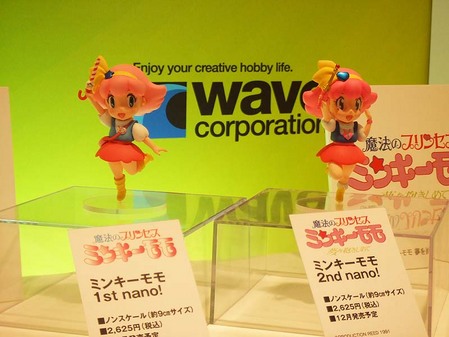 Enjoy your creative hobby life.
wave
corporation
魔法のプリンセス
ミンキーモモ
魔法のプリンセス
ミンキーモモ
ミンキーモモ
1st nano!
■ノンスケール(約9㎝サイズ)
■2,625円(税込)
魔法のプリンセス
ミンキーモモ
ミンキーモモ
2nd nano!
■ノンスケール(約9㎝サイズ)
■2,625円(税込)
■12月発売予定